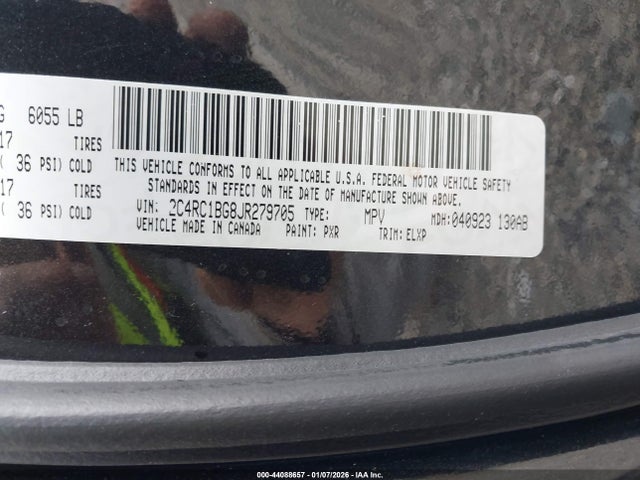 G 6055 LB
17 TIRES
( 36 PSI) COLD
17 TIRES
( 36 PSI) COLD
THIS VEHICLE CONFORMS TO ALL APPLICABLE U.S.A. FEDERAL MOTOR VEHICLE SAFETY
STANDARDS IN EFFECT ON THE DATE OF MANUFACTURE SHOWN ABOVE.
VIN: 2C4RC1BG8JR279705 TYPE: MPV MDH:040923 130AB
VEHICLE MADE IN CANADA PAINT: PXR TRIM: ELXP
000-44088657 - 01/07/2026 - IAA Inc.